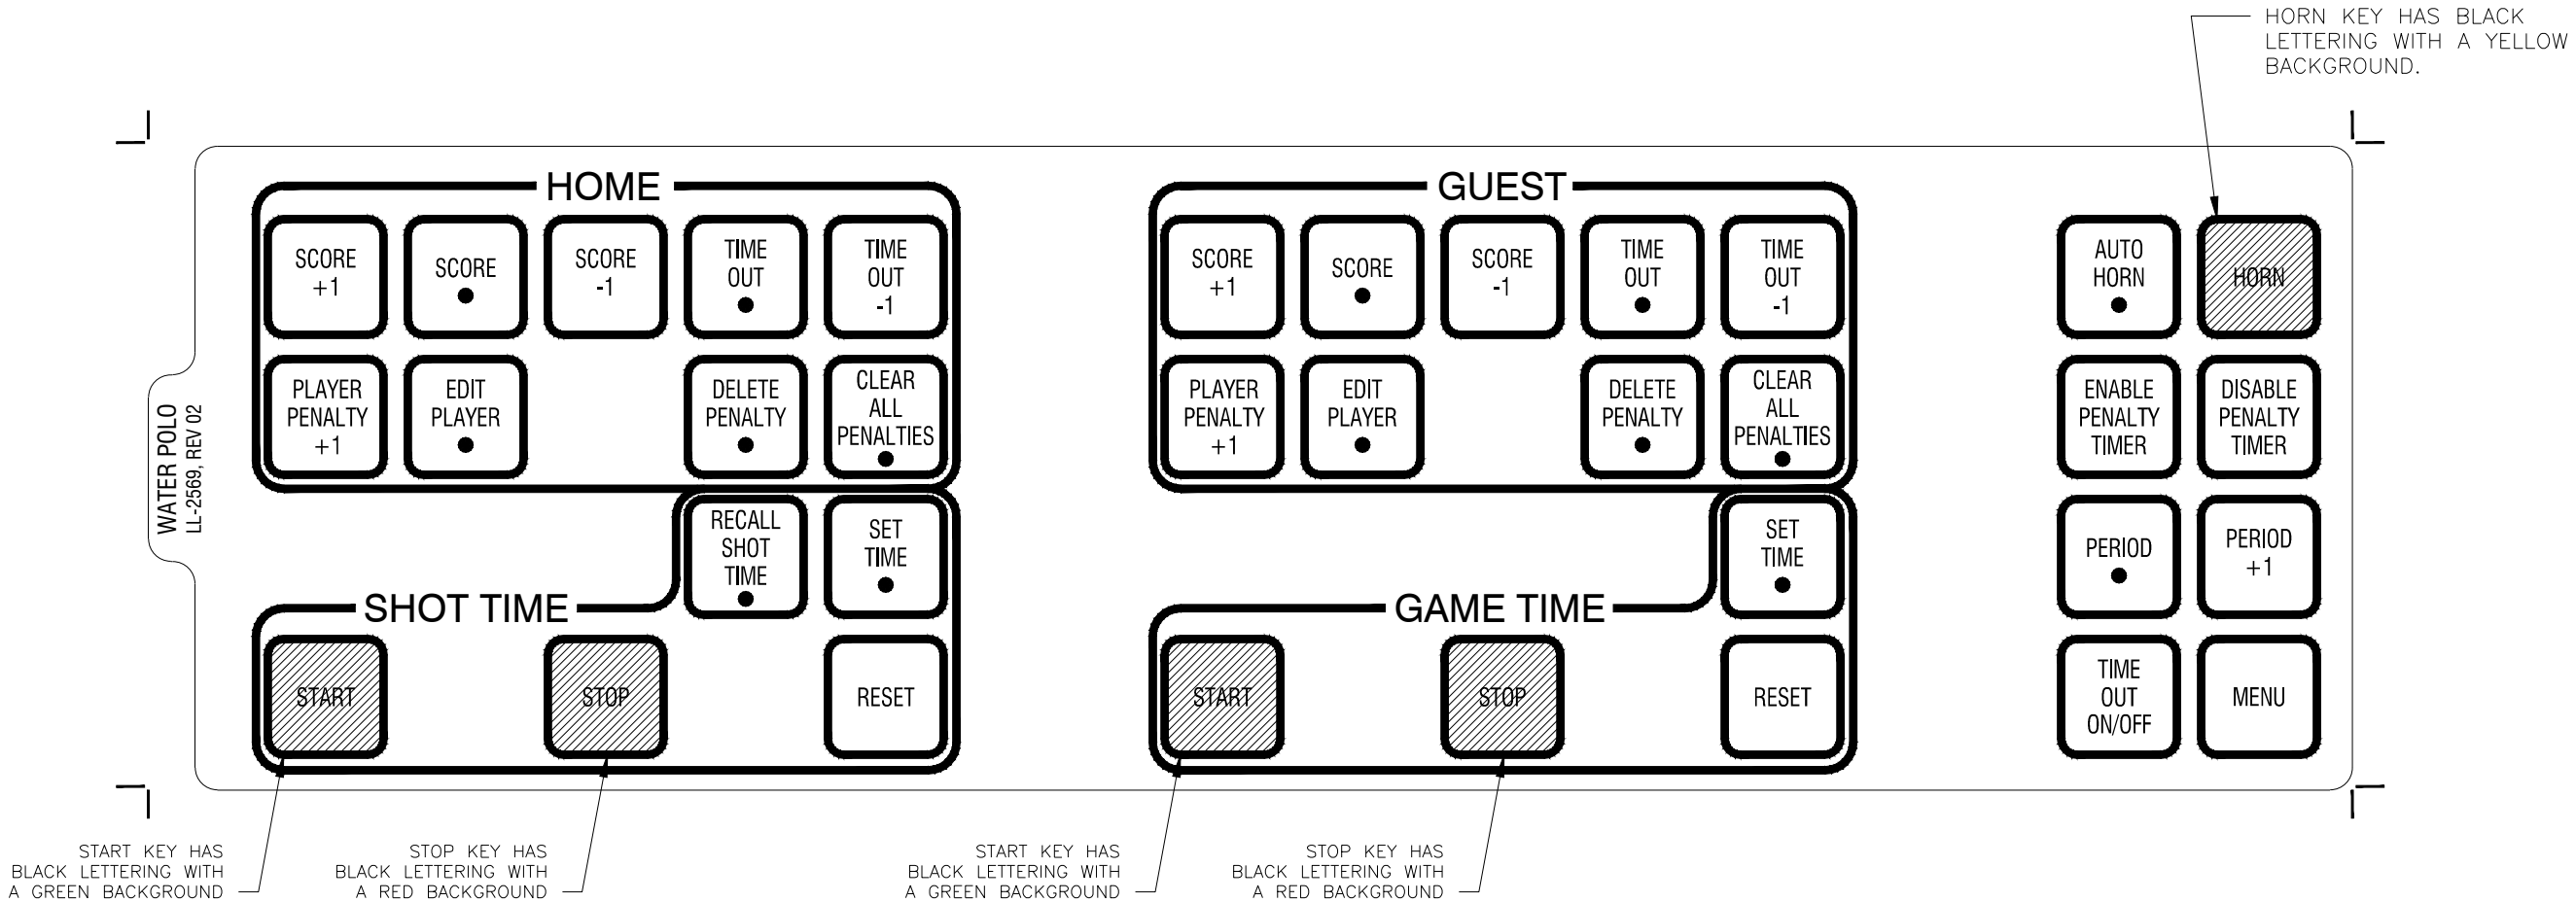 HORN KEY HAS BLACK
LETTERING WITH A YELLOW
BACKGROUND.
WATER POLO
LL-2569, REV 02
HOME
SCORE
+1
SCORE
SCORE
-1
TIME
OUT
TIME
OUT
-1
PLAYER
PENALTY
+1
EDIT
PLAYER
DELETE
PENALTY
CLEAR
ALL
PENALTIES
SHOT TIME
RECALL
SHOT
TIME
SET
TIME
START
STOP
RESET
GUEST
SCORE
+1
SCORE
SCORE
-1
TIME
OUT
TIME
OUT
-1
PLAYER
PENALTY
+1
EDIT
PLAYER
DELETE
PENALTY
CLEAR
ALL
PENALTIES
GAME TIME
SET
TIME
START
STOP
RESET
AUTO
HORN
HORN
ENABLE
PENALTY
TIMER
DISABLE
PENALTY
TIMER
PERIOD
PERIOD
+1
TIME
OUT
ON/OFF
MENU
START KEY HAS
BLACK LETTERING WITH
A GREEN BACKGROUND
STOP KEY HAS
BLACK LETTERING WITH
A RED BACKGROUND
START KEY HAS
BLACK LETTERING WITH
A GREEN BACKGROUND
STOP KEY HAS
BLACK LETTERING WITH
A RED BACKGROUND